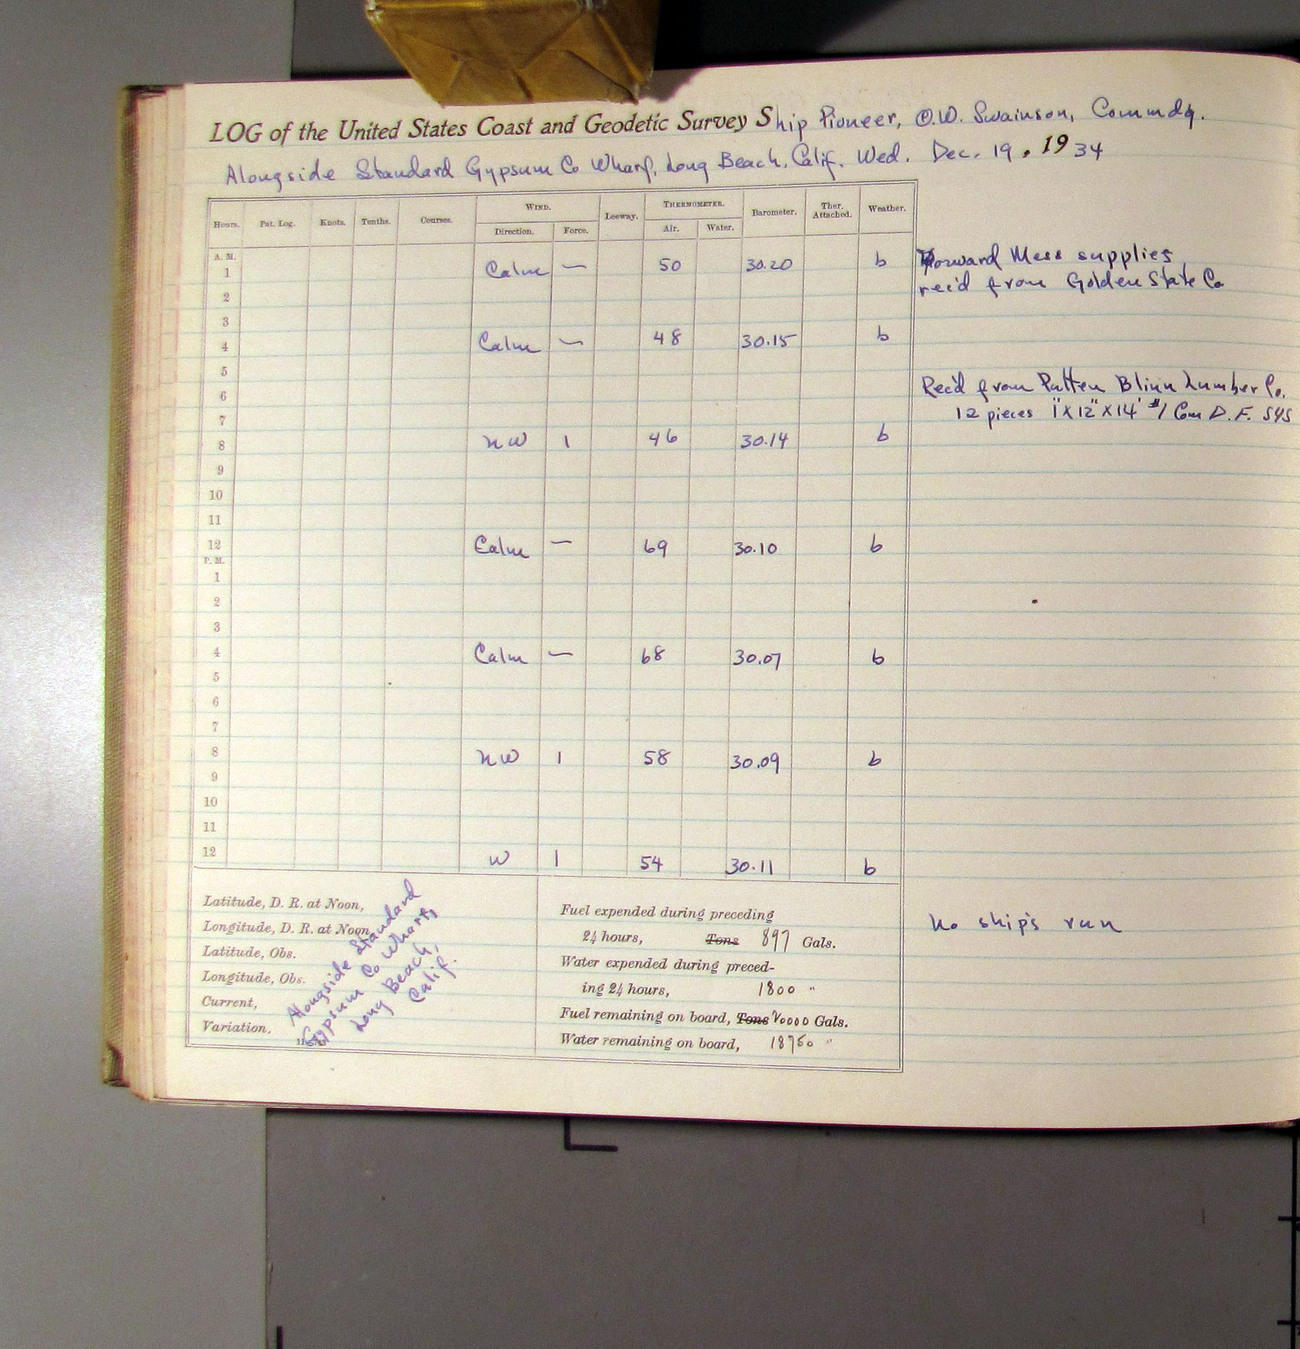 LOG of the United States Coast and Geodetic Survey Ship Pioneer, O.W. Swainson, Commdg.
Alongside Standard Gypsum Co Wharf, Long Beach, Calif. Wed. Dec. 19, 1934
Hours. Pat. Log. Knots. Tenths. Courses. WIND. Leeway. THERMOMETER. Barometer. Ther. Attached. Weather.
Direction. Force. Air. Water.
A. M.
1 Calm — 50 30.20 b
2
3
4 Calm — 48 30.15 b
5
6
7
8 NW 1 46 30.14 b
9
10
11
12 Calm — 69 30.10 b
P. M.
1
2
3
4 Calm — 68 30.07 b
5
6
7
8 NW 1 58 30.09 b
9
10
11
12 W 1 54 30.11 b
Forward Mess supplies
rec'd from Golden State Co
Rec'd from Patten Blinn Lumber Co.
12 pieces 1"X12"X14' #1 Com D.F. S4S
No ship's run
Latitude, D. R. at Noon,
Longitude, D. R. at Noon,
Latitude, Obs.
Longitude, Obs.
Current,
Variation,
Alongside Standard
Gypsum Co Wharf,
Long Beach,
Calif.
Fuel expended during preceding
24 hours, Tons 897 Gals.
Water expended during preced-
ing 24 hours, 1800 "
Fuel remaining on board, Tons Gals.
Water remaining on board, 18750 "